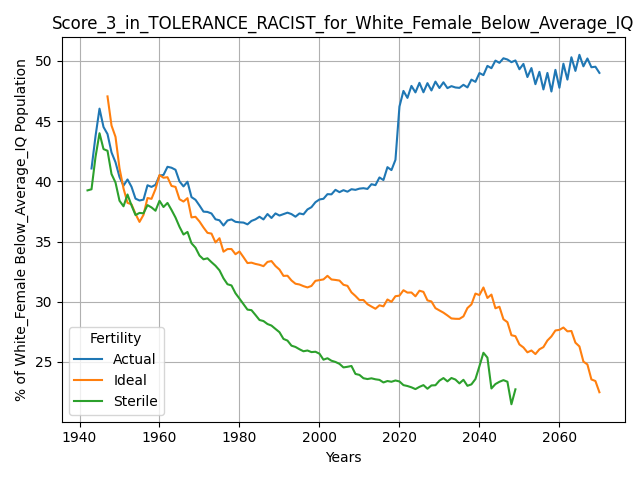 Score_3_in_TOLERANCE_RACIST_for_White_Female_Below_Average_IQ
% of White_Female Below_Average_IQ Population
50
45
40
35
30
25
Fertility
Actual
Ideal
Sterile
1940 1960 1980 2000 2020 2040 2060
Years